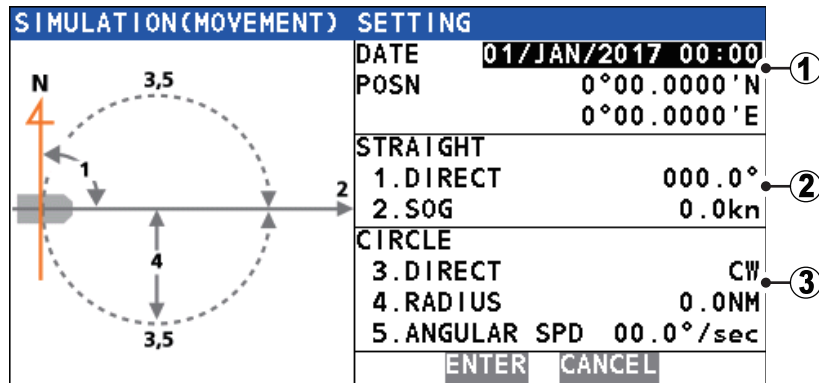 SIMULATION(MOVEMENT) SETTING
DATE 01/JAN/2017 00:00
POSN 0°00.0000'N
0°00.0000'E
1
STRAIGHT
1.DIRECT 000.0°
2.SOG 0.0kn
2
CIRCLE
3.DIRECT CW
4.RADIUS 0.0NM
5.ANGULAR SPD 00.0°/sec
3
ENTER CANCEL
N
3,5
1
2
4
3,5